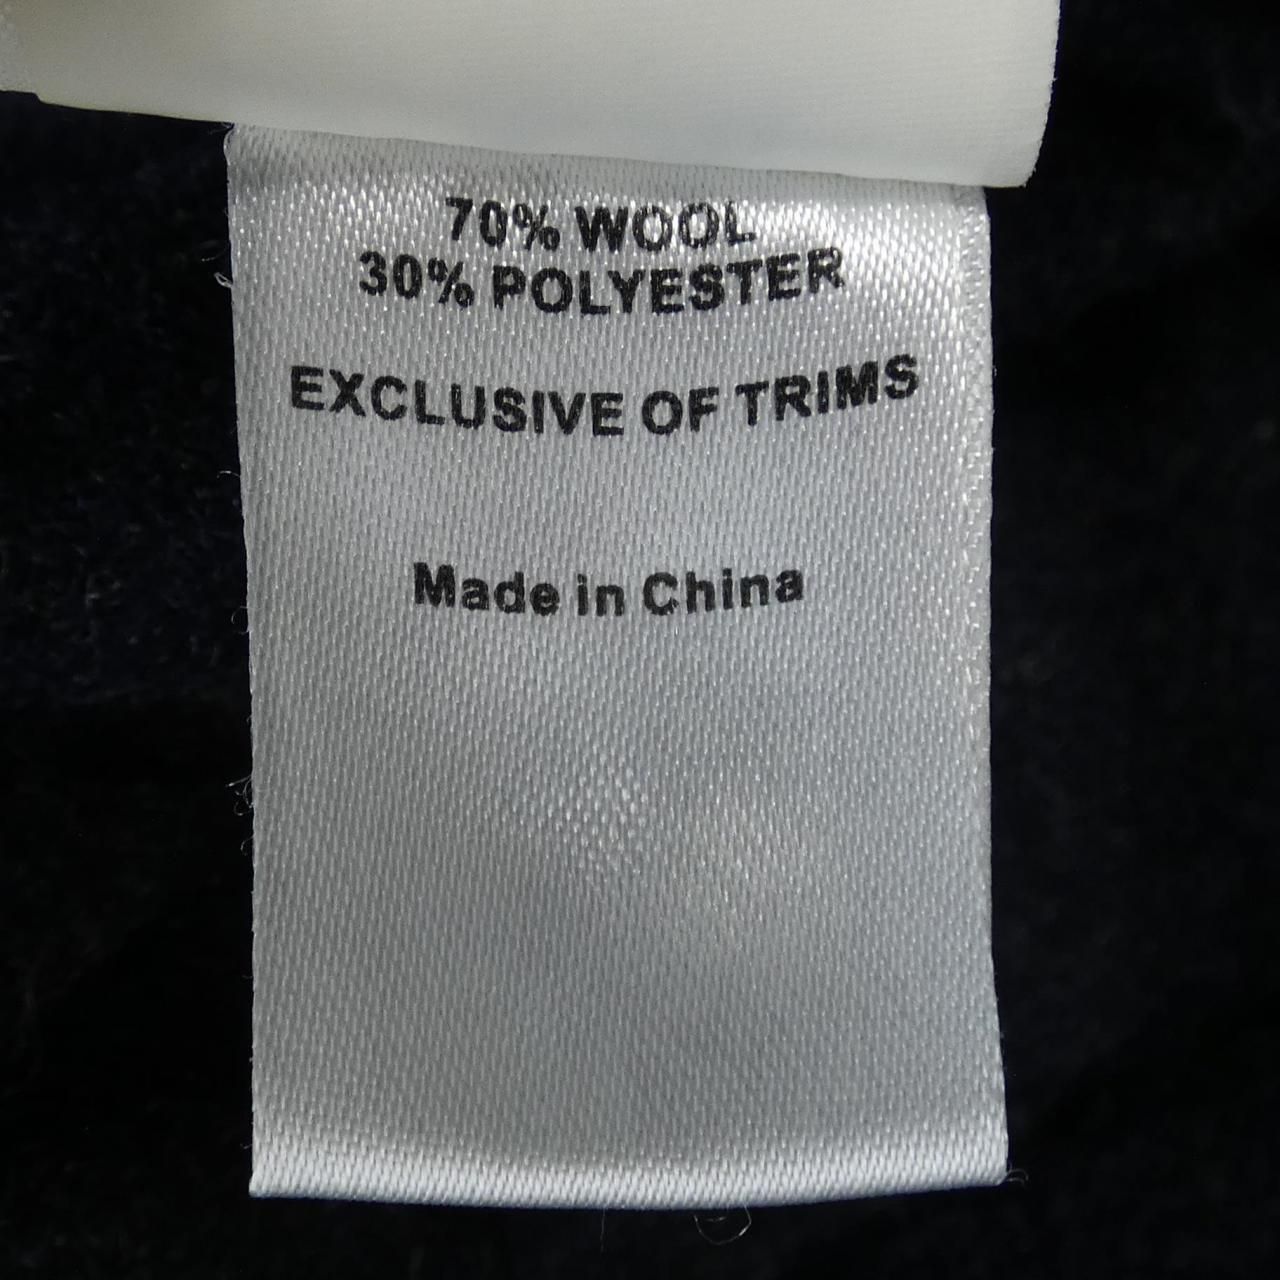 70% WOOL
30% POLYESTER
EXCLUSIVE OF TRIMS
Made in China